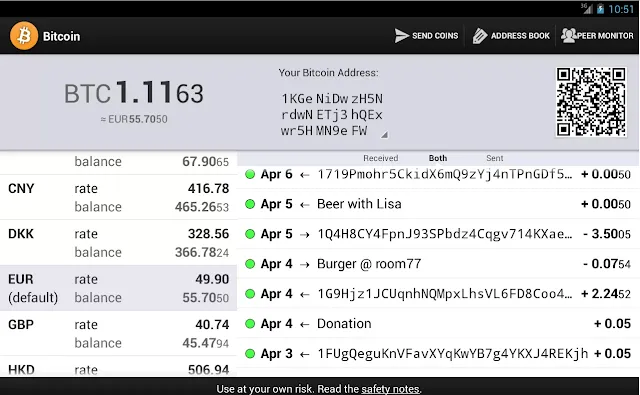 3G 10:51
Bitcoin SEND COINS ADDRESS BOOK PEER MONITOR
BTC 1.1163
≈ EUR 55.7050
Your Bitcoin Address:
1KGe NiDw zH5N
rdwN ETj3 hQEx
wr5H MN9e FW
balance 67.9065
CNY rate 416.78
balance 465.2653
DKK rate 328.56
balance 366.7824
EUR rate 49.90
(default) balance 55.7050
GBP rate 40.74
balance 45.4794
HKD rate 506.94
Received Both Sent
Apr 6 ← 1719Pmohr5CkidX6mQ9zYj4nTPnGDf5… + 0.0050
Apr 5 ← Beer with Lisa + 0.0050
Apr 5 → 1Q4H8CY4FpnJ93SPbdz4Cqgv714KXae… - 3.5005
Apr 4 → Burger @ room77 - 0.0754
Apr 4 ← 1G9Hjz1JCUqnhNQMpxLhsVL6FD8Coo4… + 2.2452
Apr 4 ← Donation + 0.05
Apr 3 ← 1FUgQeguKnVFavXYqKwYB7g4YKXJ4REKjh + 0.05
Use at your own risk. Read the safety notes.